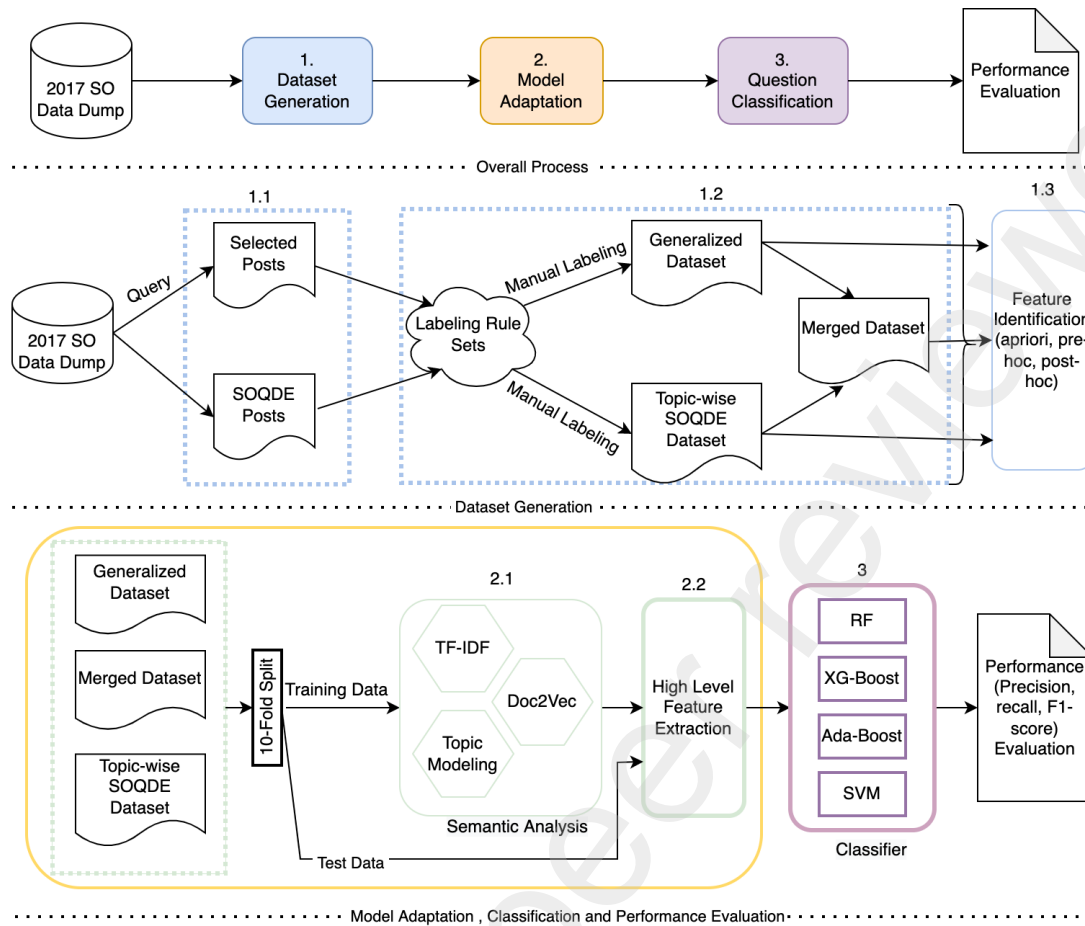 2017 SO
Data Dump
1.
Dataset
Generation
2.
Model
Adaptation
3.
Question
Classification
Performance
Evaluation
Overall Process
1.1
1.2
1.3
2017 SO
Data Dump
Query
Selected
Posts
SOQDE
Posts
Labeling Rule
Sets
Manual Labeling
Manual Labeling
Generalized
Dataset
Merged Dataset
Topic-wise
SOQDE
Dataset
Feature
Identification
(apriori, pre-
hoc, post-
hoc)
Dataset Generation
Generalized
Dataset
Merged Dataset
Topic-wise
SOQDE
Dataset
10-Fold Split
Training Data
Test Data
2.1
TF-IDF
Doc2Vec
Topic
Modeling
Semantic Analysis
2.2
High Level
Feature
Extraction
3
RF
XG-Boost
Ada-Boost
SVM
Classifier
Performance
(Precision,
recall, F1-
score)
Evaluation
Model Adaptation , Classification and Performance Evaluation
peer reviewe